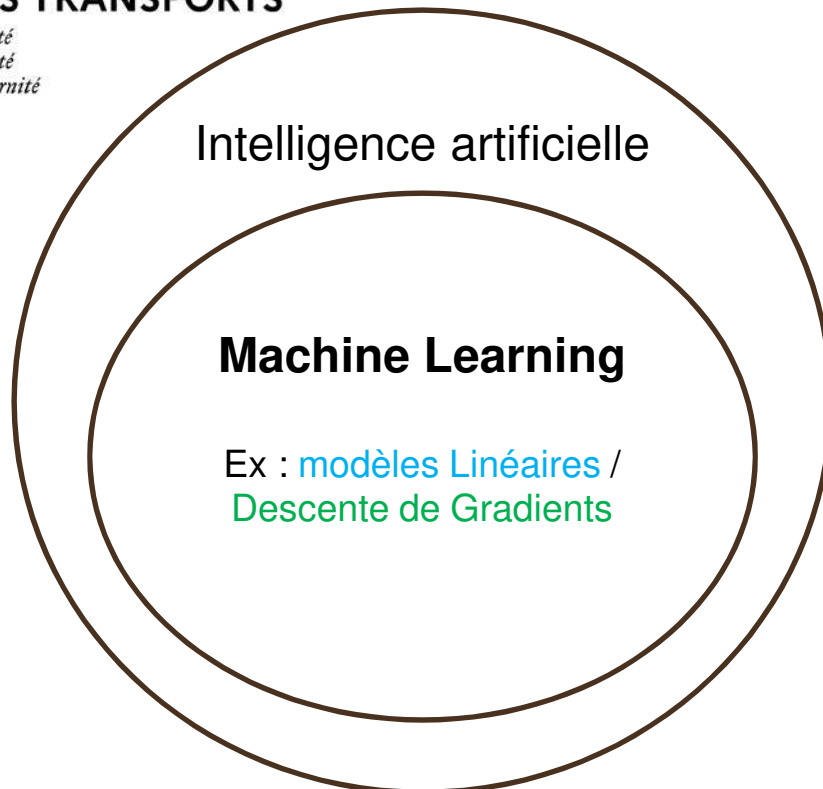 TRANSPORTS
Intelligence artificielle
Machine Learning
Ex : modèles Linéaires /
Descente de Gradients